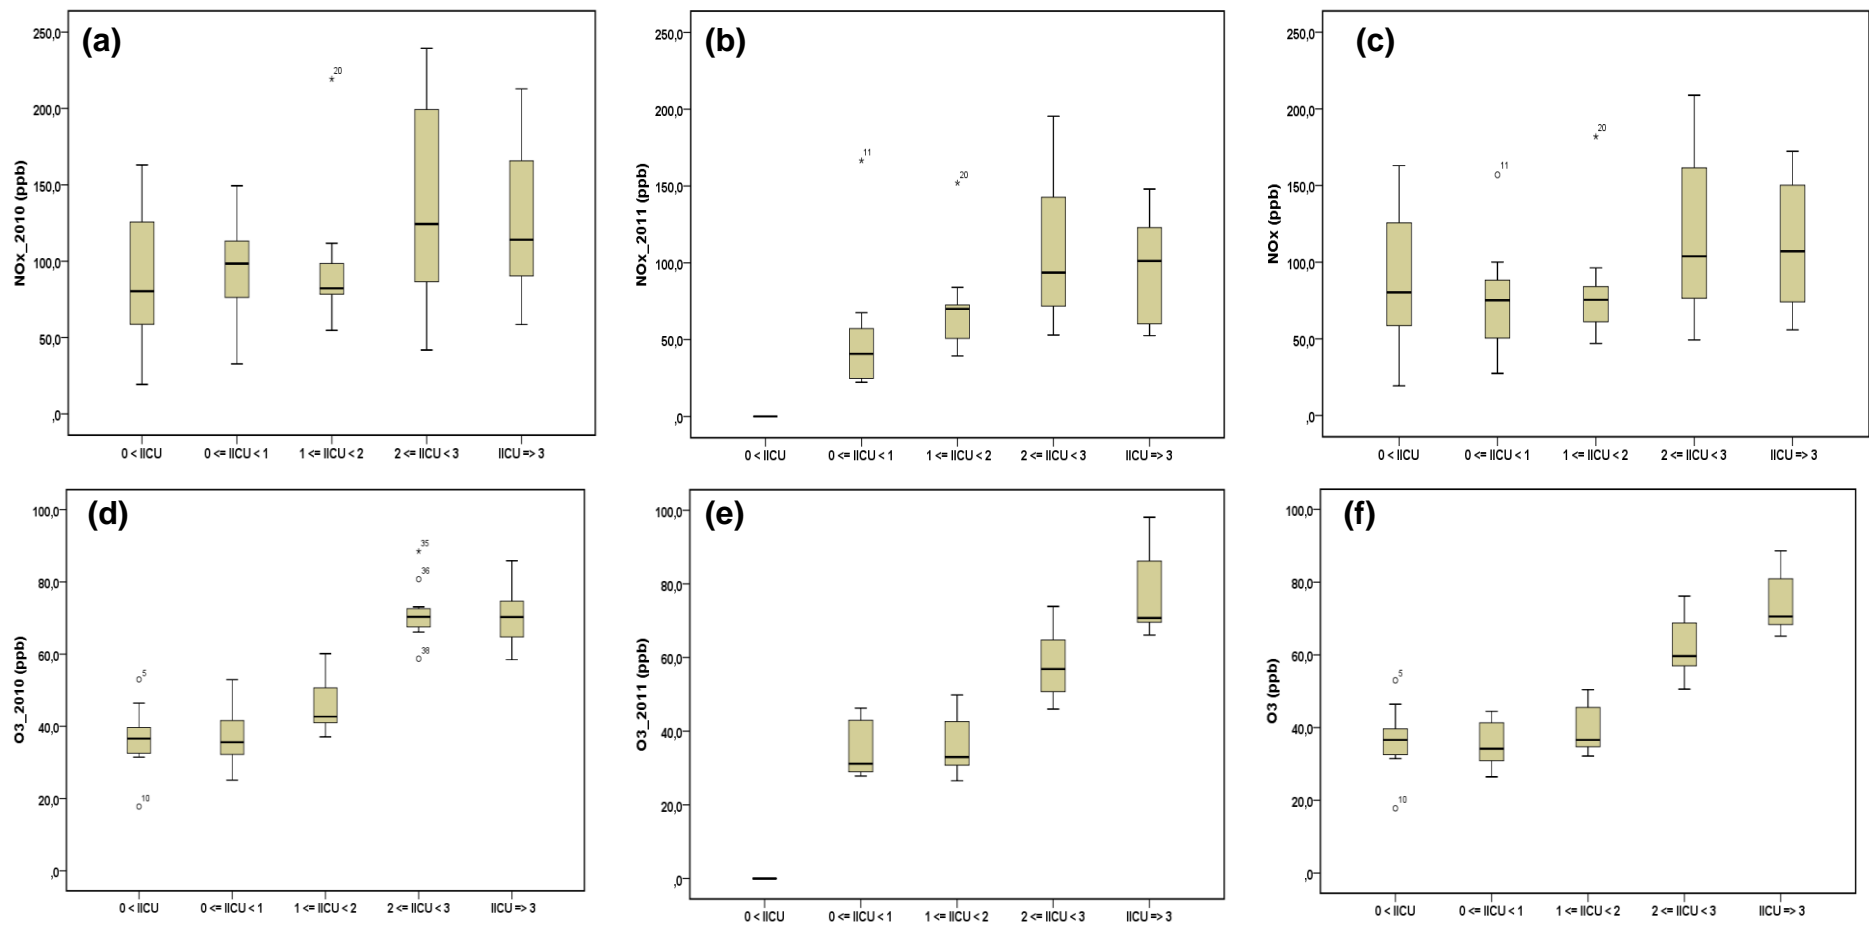 (a)
NOx_2010 (ppb)
250,0
200,0
150,0
100,0
50,0
,0
20
0 < IICU
0 <= IICU < 1
1 <= IICU < 2
2 <= IICU < 3
IICU => 3
(b)
NOx_2011 (ppb)
250,0
200,0
150,0
100,0
50,0
,0
11
20
0 < IICU
0 <= IICU < 1
1 <= IICU < 2
2 <= IICU < 3
IICU => 3
(c)
NOx (ppb)
250,0
200,0
150,0
100,0
50,0
,0
11
20
0 < IICU
0 <= IICU < 1
1 <= IICU < 2
2 <= IICU < 3
IICU => 3
(d)
O3_2010 (ppb)
100,0
80,0
60,0
40,0
20,0
,0
5
10
35
36
38
0 < IICU
0 <= IICU < 1
1 <= IICU < 2
2 <= IICU < 3
IICU => 3
(e)
O3_2011 (ppb)
100,0
80,0
60,0
40,0
20,0
,0
0 < IICU
0 <= IICU < 1
1 <= IICU < 2
2 <= IICU < 3
IICU => 3
(f)
O3 (ppb)
100,0
80,0
60,0
40,0
20,0
,0
5
10
0 < IICU
0 <= IICU < 1
1 <= IICU < 2
2 <= IICU < 3
IICU => 3